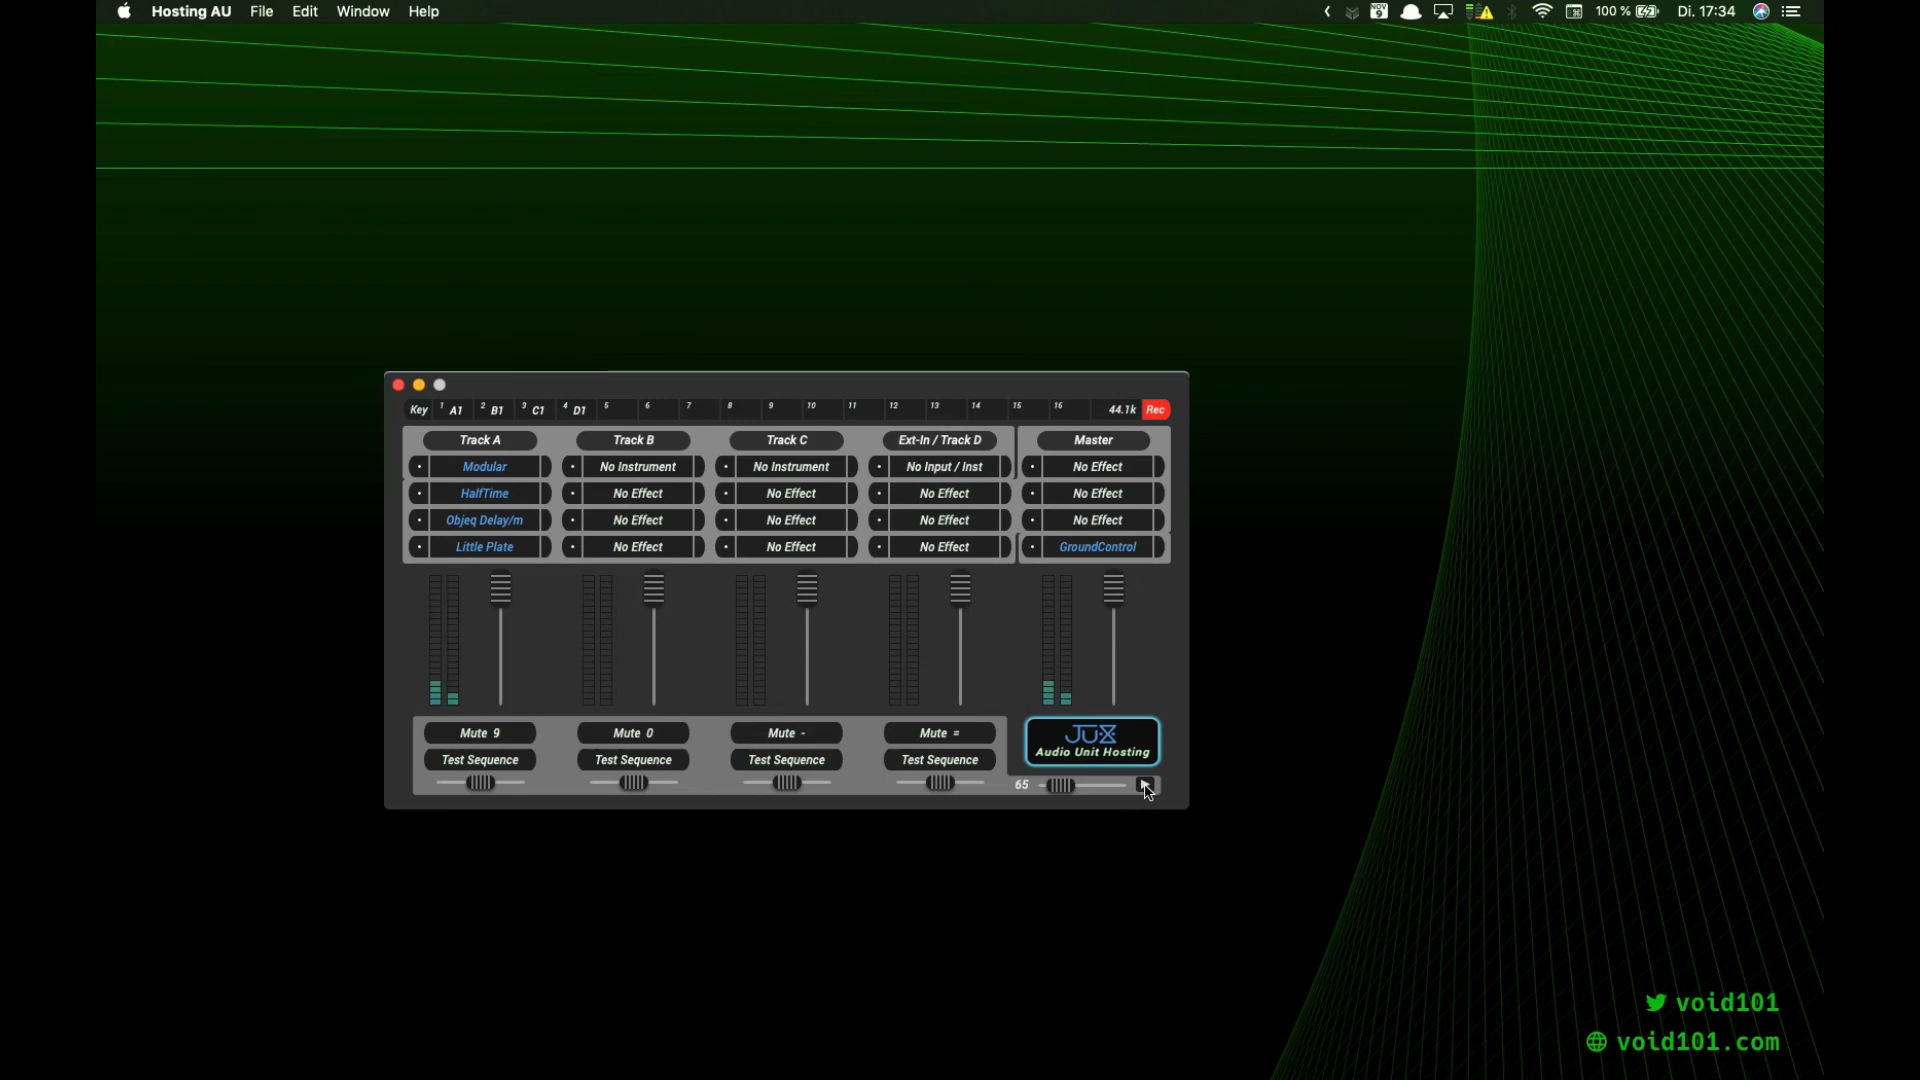 Hosting AU File Edit Window Help NOV 9 100 % Di. 17:34
Key 1 A1 2 B1 3 C1 4 D1 5 6 7 8 9 10 11 12 13 14 15 16 44.1k Rec
Track A Track B Track C Ext-In / Track D Master
Modular No Instrument No Instrument No Input / Inst No Effect
HalfTime No Effect No Effect No Effect No Effect
Objeq Delay/m No Effect No Effect No Effect No Effect
Little Plate No Effect No Effect No Effect GroundControl
Mute 9 Mute 0 Mute - Mute = JUX
Audio Unit Hosting
Test Sequence Test Sequence Test Sequence Test Sequence
65
void101
void101.com